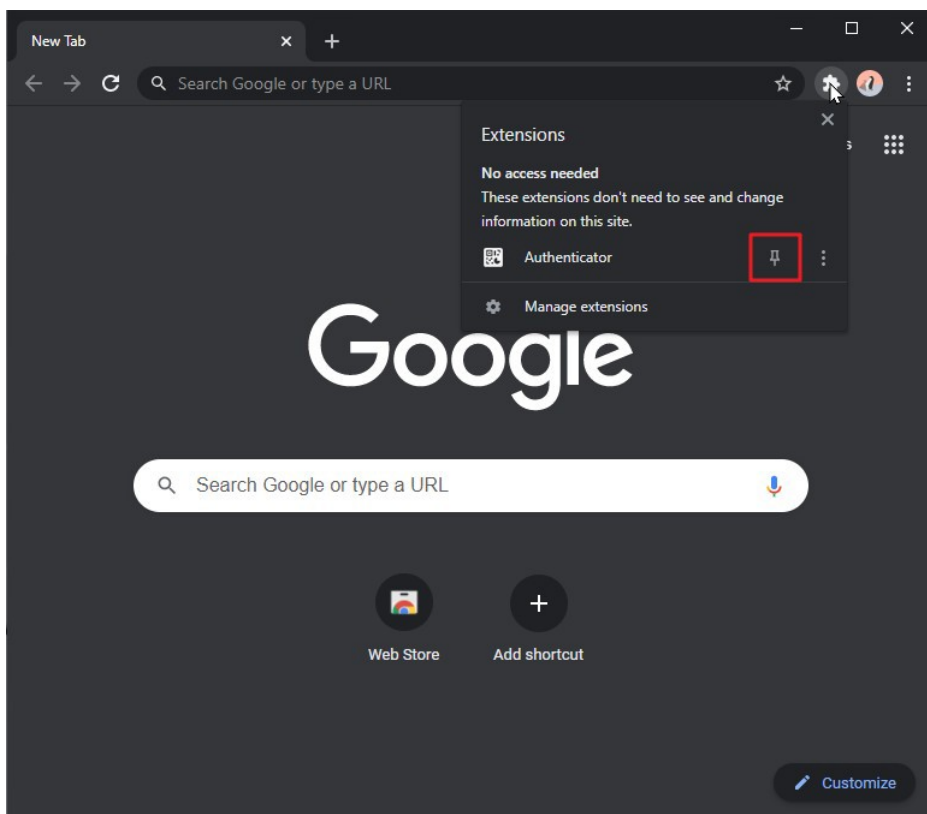 New Tab
Search Google or type a URL
Extensions
s
No access needed
These extensions don't need to see and change
information on this site.
Authenticator
Manage extensions
Google
Search Google or type a URL
Web Store
Add shortcut
Customize